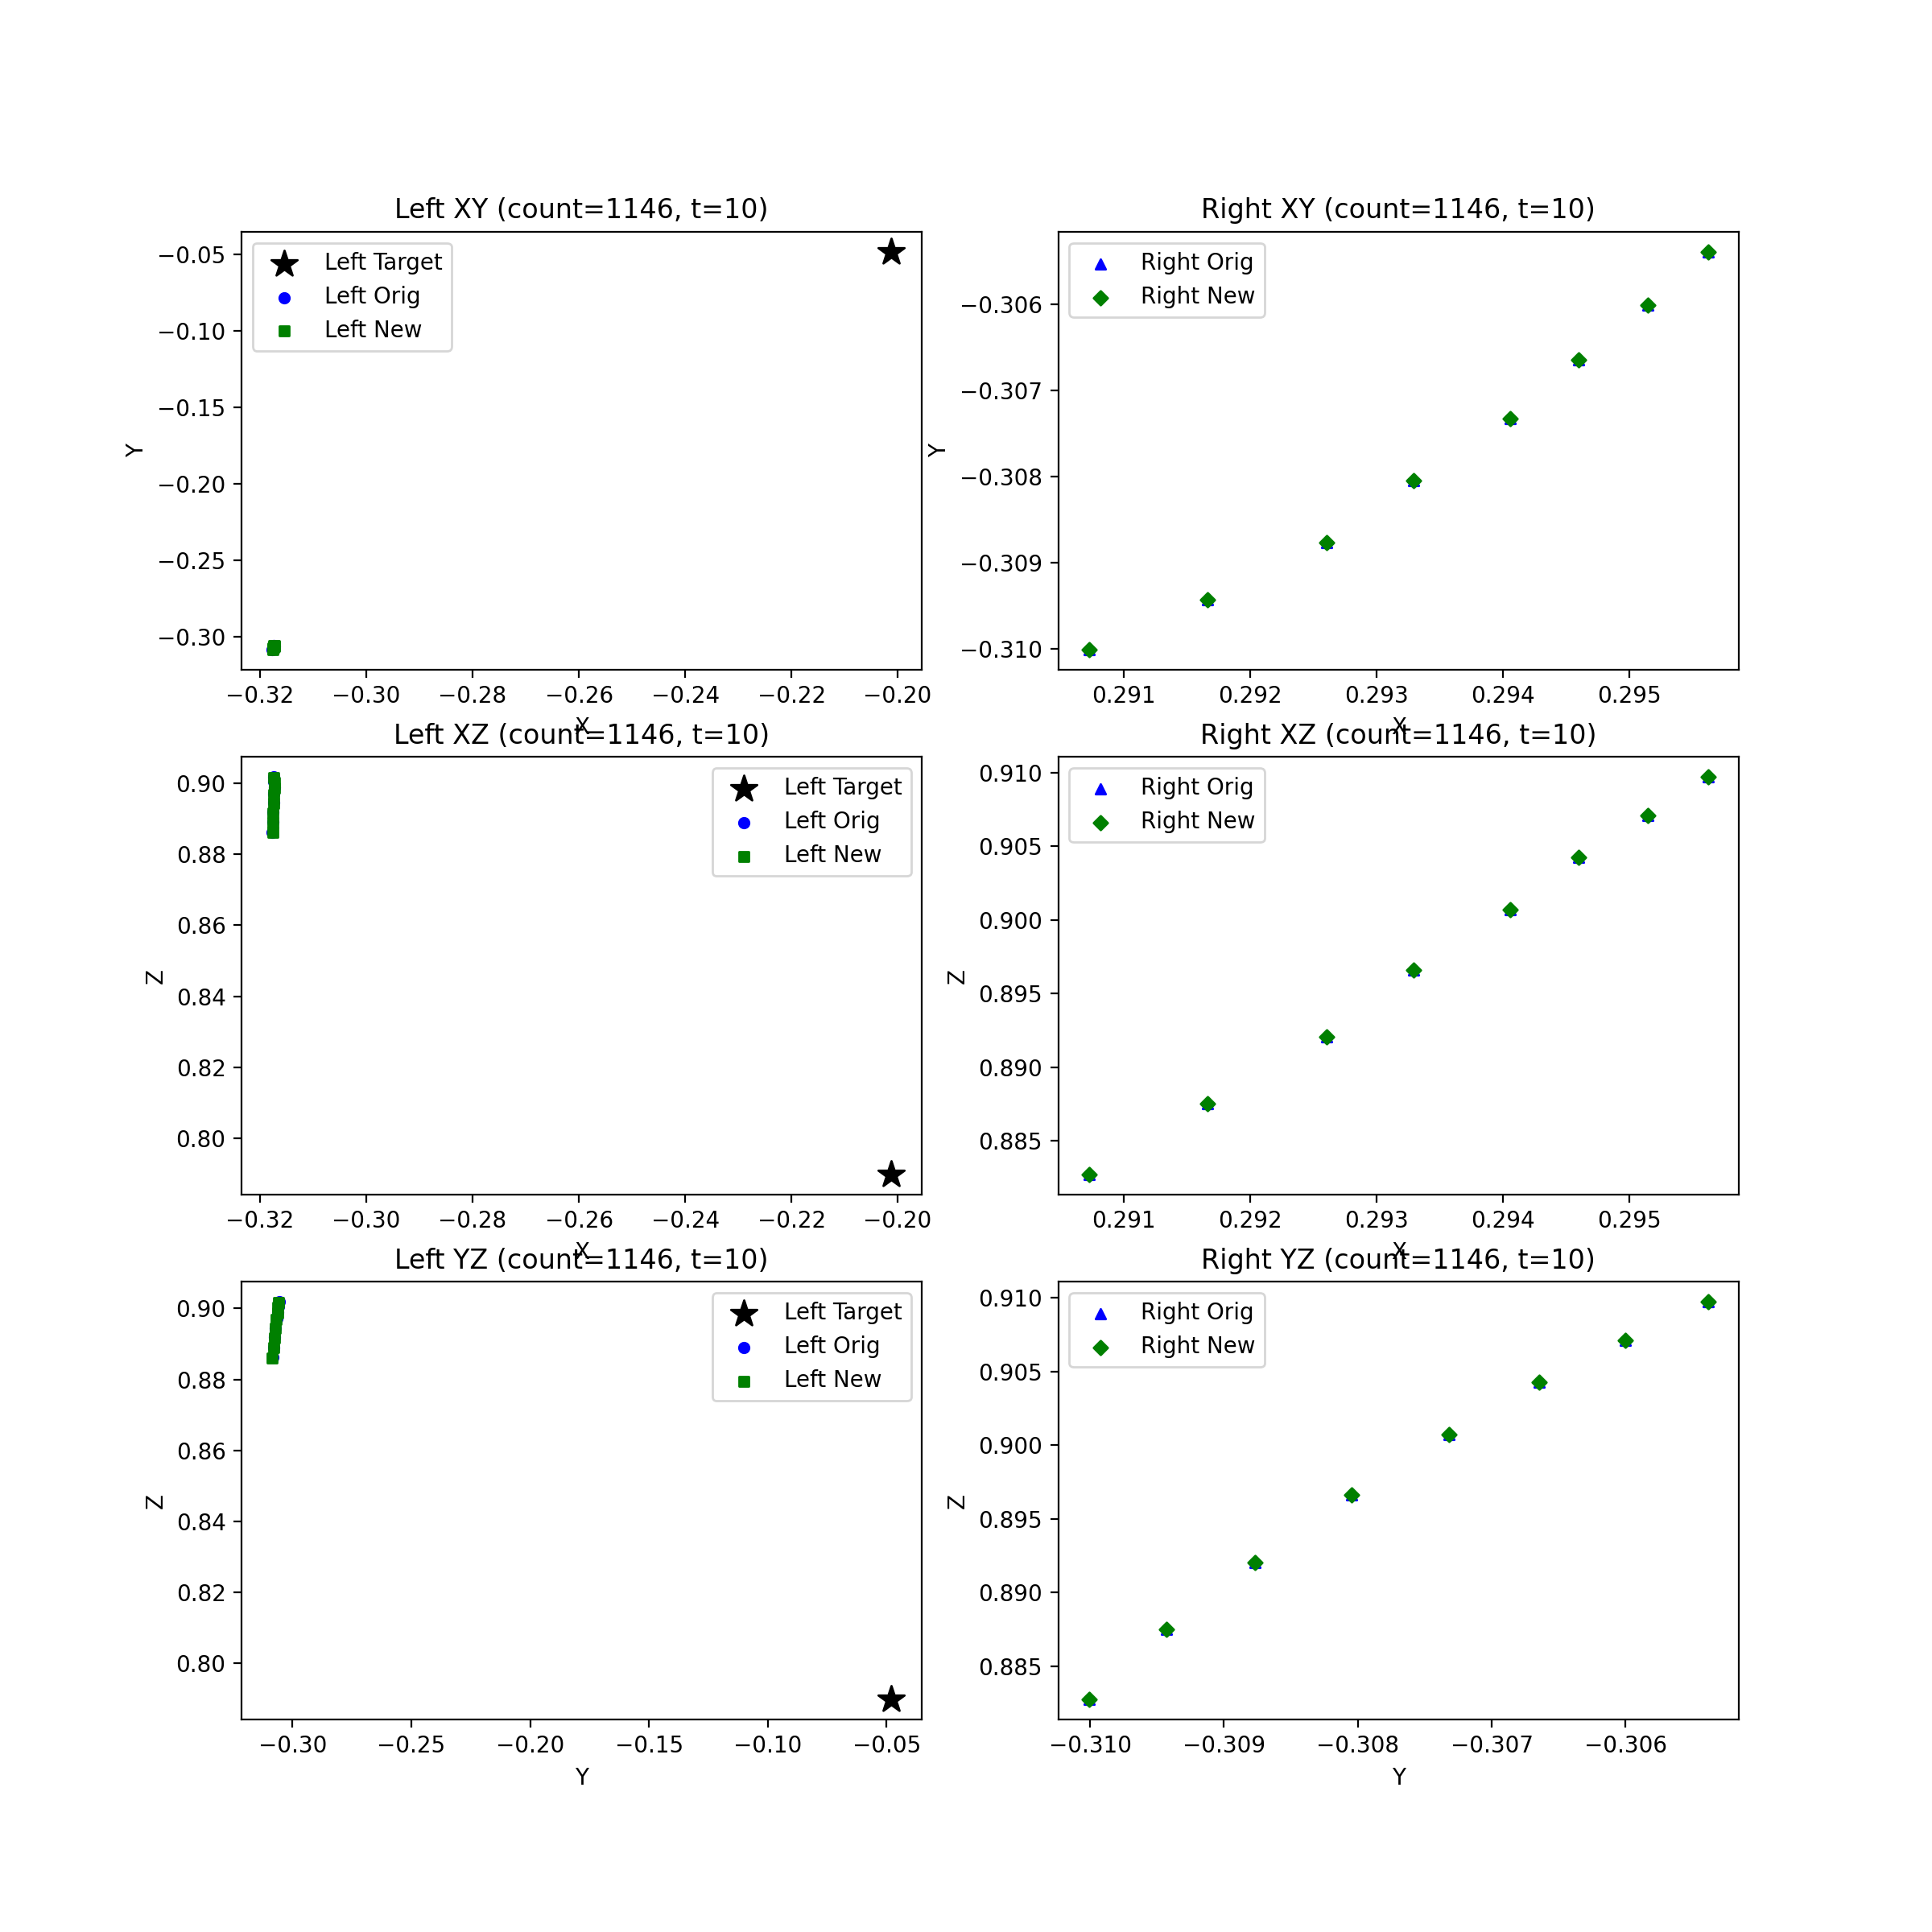 Left XY (count=1146, t=10)
Left Target
Left Orig
Left New
−0.05
−0.10
−0.15
−0.20
−0.25
−0.30
Y
−0.32 −0.30 −0.28 −0.26 −0.24 −0.22 −0.20
X
Right XY (count=1146, t=10)
Right Orig
Right New
−0.306
−0.307
−0.308
−0.309
−0.310
Y
0.291 0.292 0.293 0.294 0.295
X
Left XZ (count=1146, t=10)
Left Target
Left Orig
Left New
0.90
0.88
0.86
0.84
0.82
0.80
Z
−0.32 −0.30 −0.28 −0.26 −0.24 −0.22 −0.20
X
Right XZ (count=1146, t=10)
Right Orig
Right New
0.910
0.905
0.900
0.895
0.890
0.885
Z
0.291 0.292 0.293 0.294 0.295
X
Left YZ (count=1146, t=10)
Left Target
Left Orig
Left New
0.90
0.88
0.86
0.84
0.82
0.80
Z
−0.30 −0.25 −0.20 −0.15 −0.10 −0.05
Y
Right YZ (count=1146, t=10)
Right Orig
Right New
0.910
0.905
0.900
0.895
0.890
0.885
Z
−0.310 −0.309 −0.308 −0.307 −0.306
Y